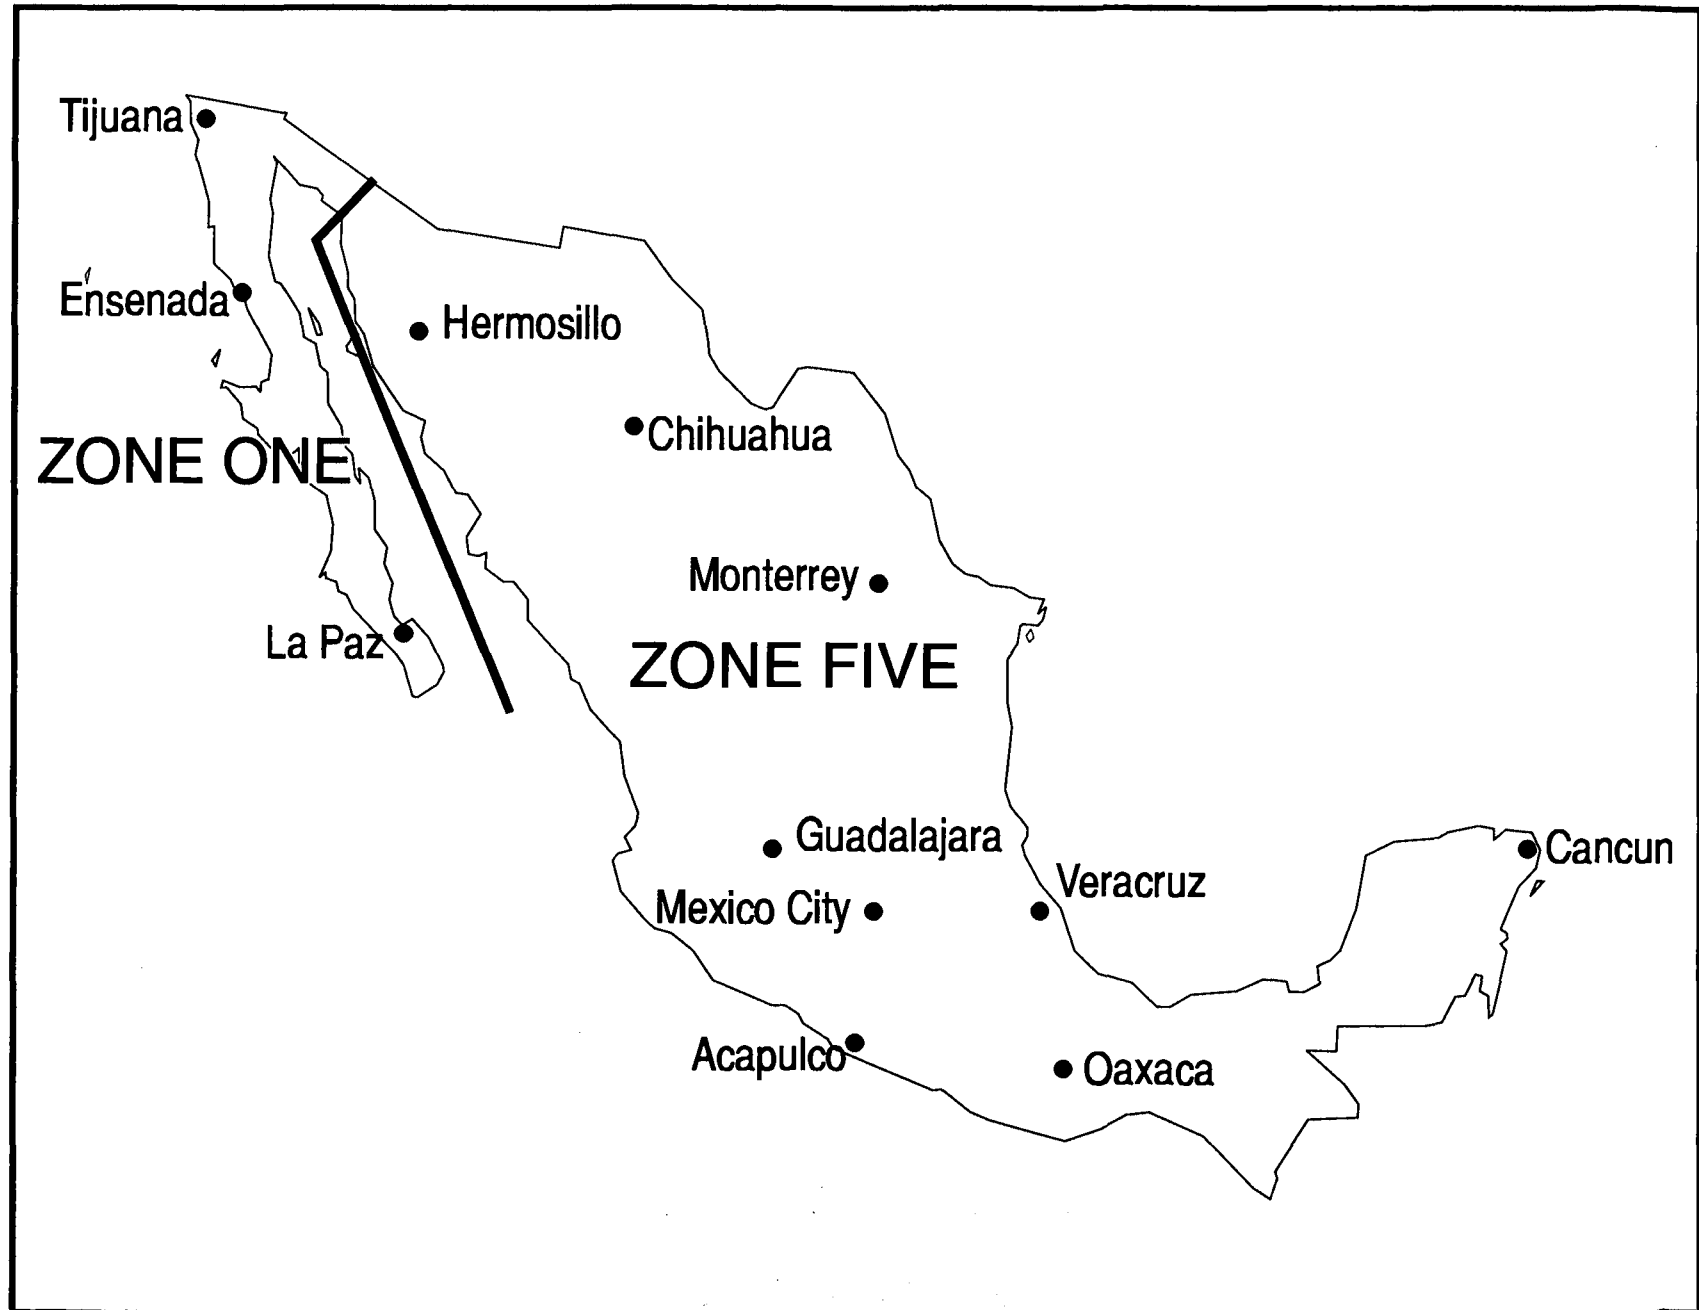 Tijuana
Ensenada
Hermosillo
Chihuahua
ZONE ONE
Monterrey
La Paz
ZONE FIVE
Guadalajara
Cancun
Veracruz
Mexico City
Acapulco
Oaxaca